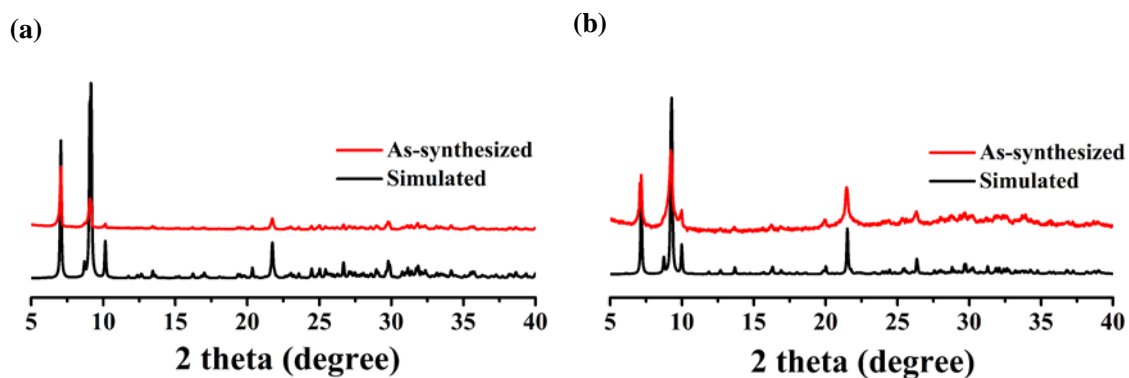 (a)
As-synthesized
Simulated
5 10 15 20 25 30 35 40
2 theta (degree)
(b)
As-synthesized
Simulated
5 10 15 20 25 30 35 40
2 theta (degree)